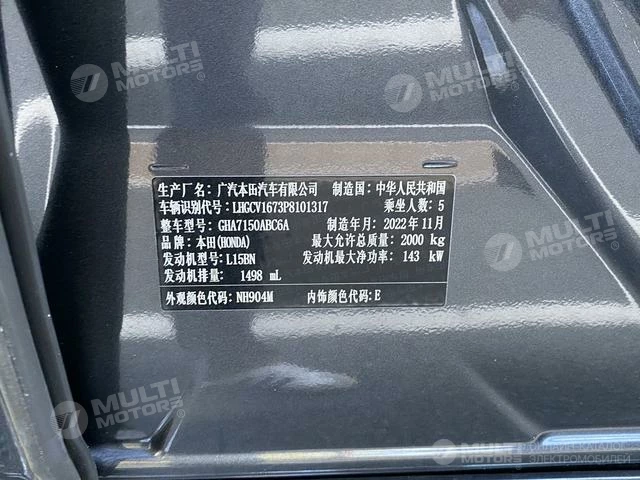 MULTI
MOTORS®
MULTI
MOTORS®
生产厂名：广汽本田汽车有限公司 制造国：中华人民共和国
车辆识别代号：LHGCV1673P8101317 乘坐人数：5
整车型号：GHA7150ABC6A 制造年月：2022年11月
品牌：本田(HONDA) 最大允许总质量：2000 kg
发动机型号：L15BN 发动机最大净功率：143 kW
发动机排量：1498 mL
外观颜色代码：NH904M 内饰颜色代码：E
MULTI
MOTORS®
MULTI
MOTORS
ЭЛЕКТРОМОБИЛЕЙ